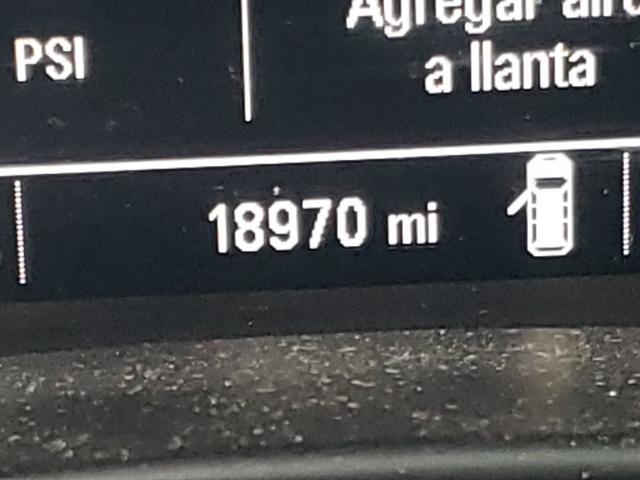 PSI
Agregar aire
a llanta
18970 mi